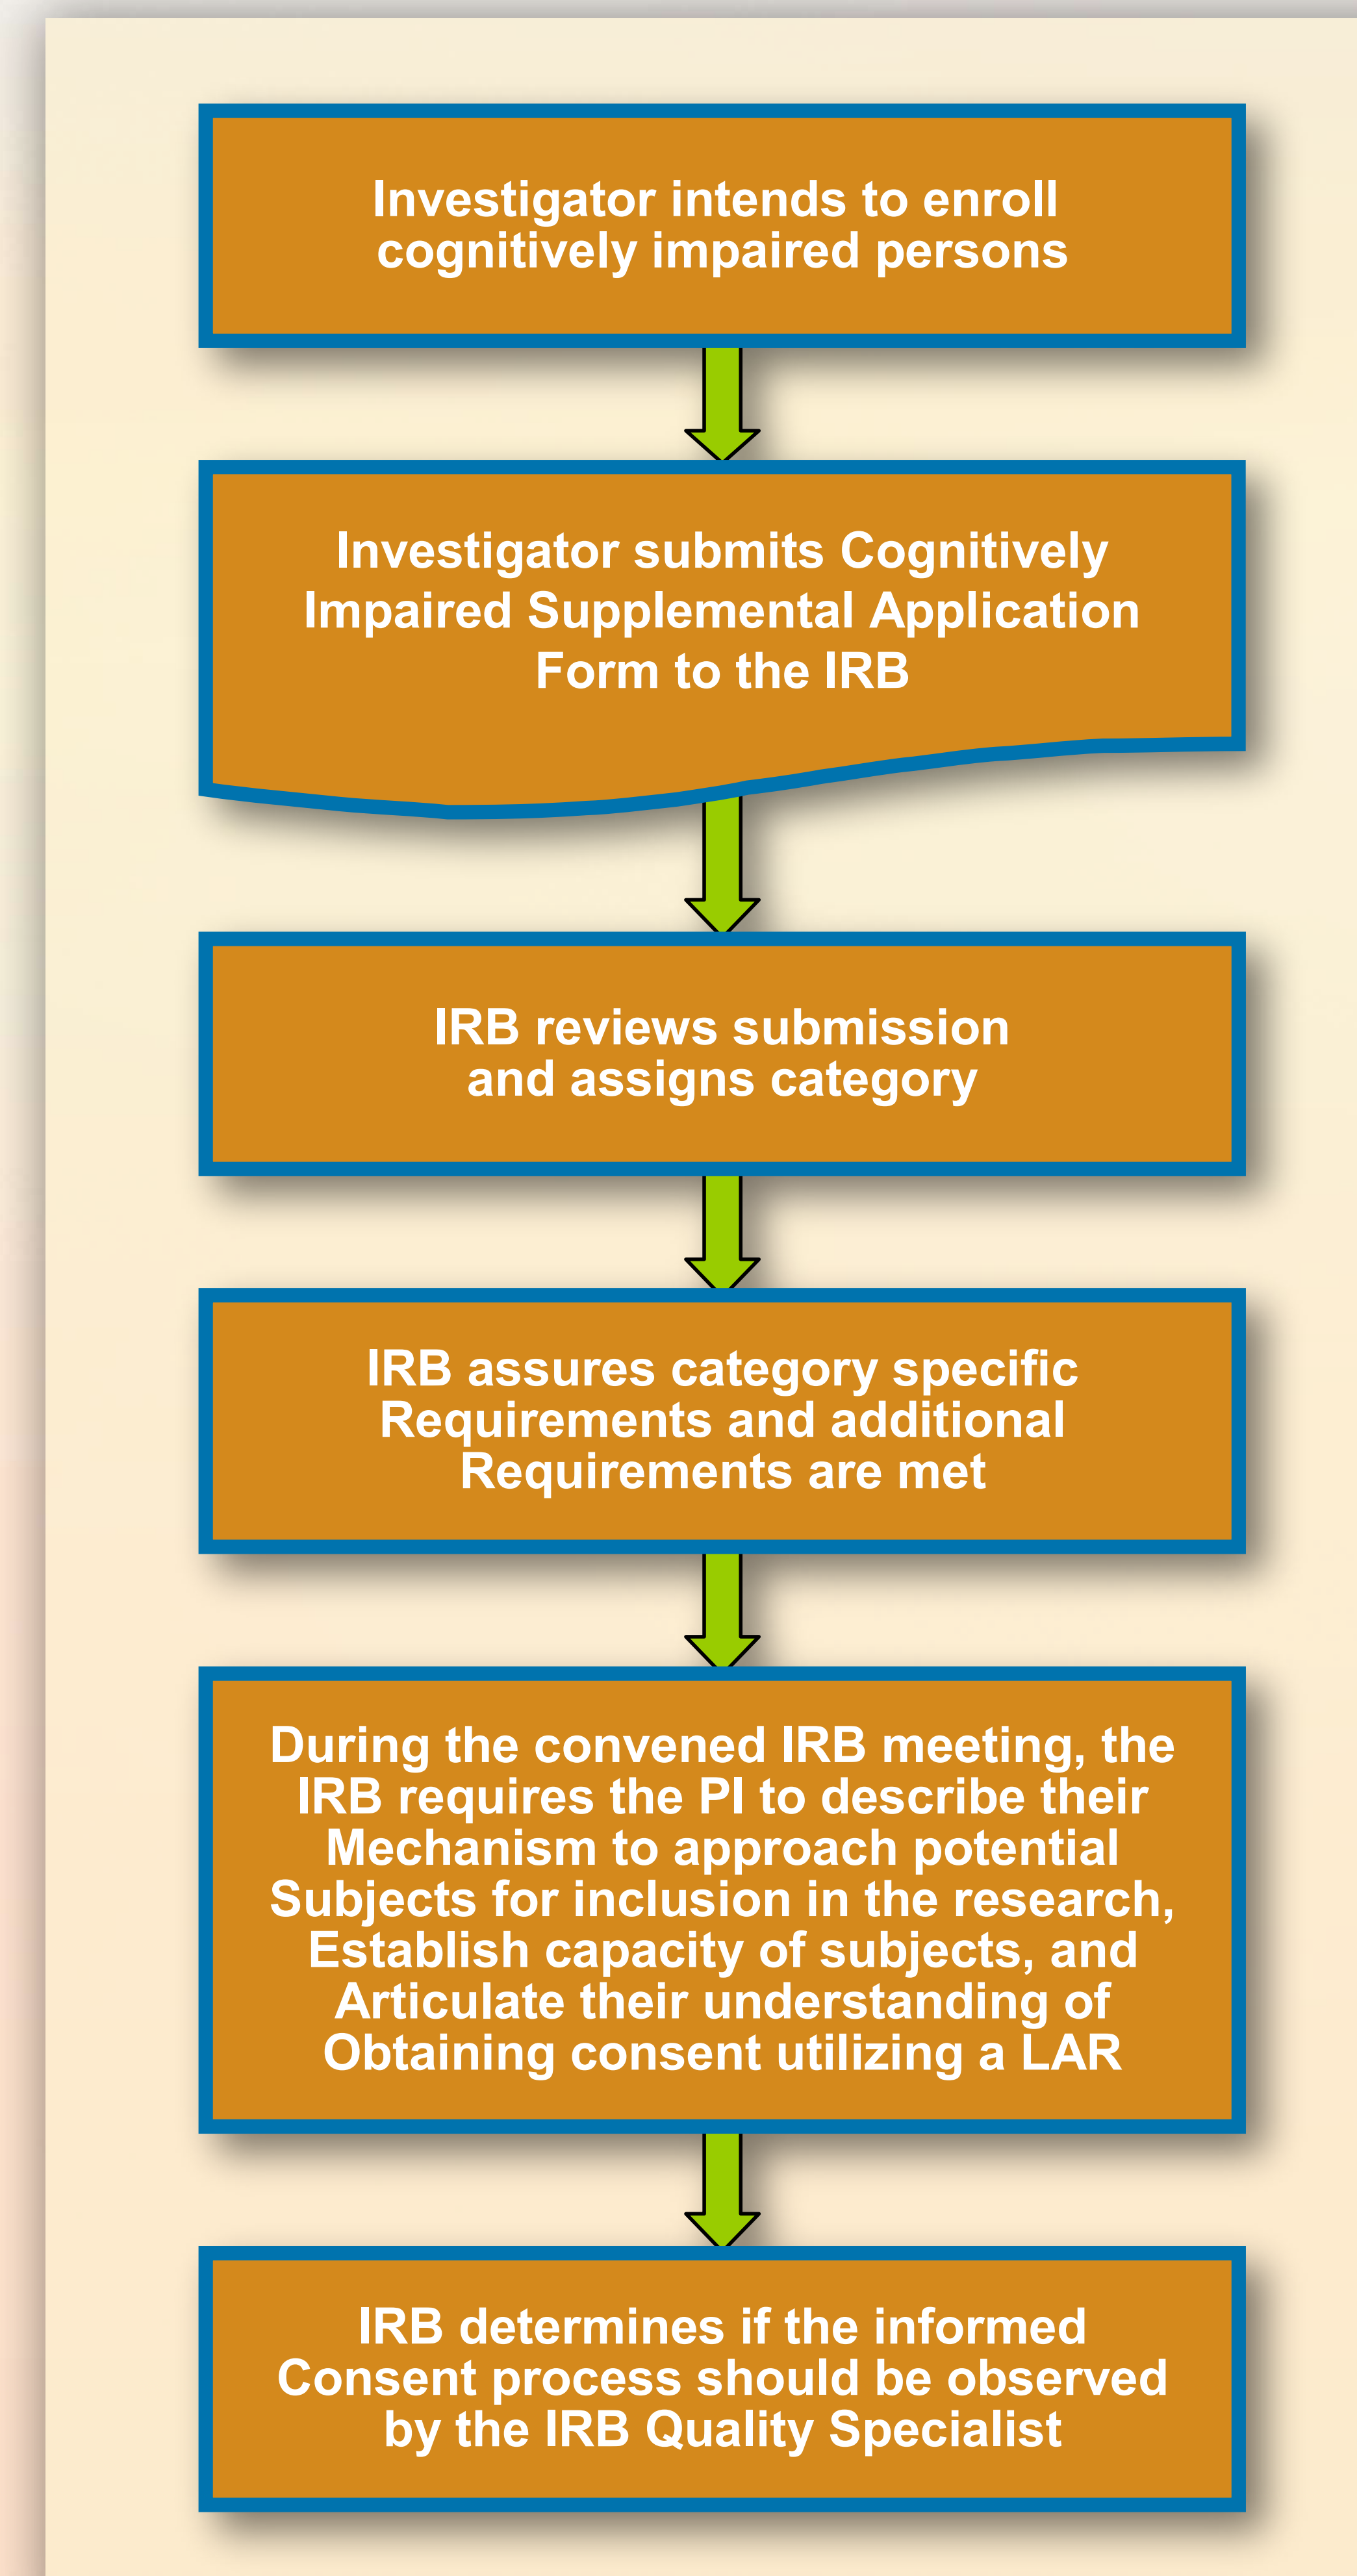 Investigator intends to enroll
cognitively impaired persons
Investigator submits Cognitively
Impaired Supplemental Application
Form to the IRB
IRB reviews submission
and assigns category
IRB assures category specific
Requirements and additional
Requirements are met
During the convened IRB meeting, the
IRB requires the PI to describe their
Mechanism to approach potential
Subjects for inclusion in the research,
Establish capacity of subjects, and
Articulate their understanding of
Obtaining consent utilizing a LAR
IRB determines if the informed
Consent process should be observed
by the IRB Quality Specialist